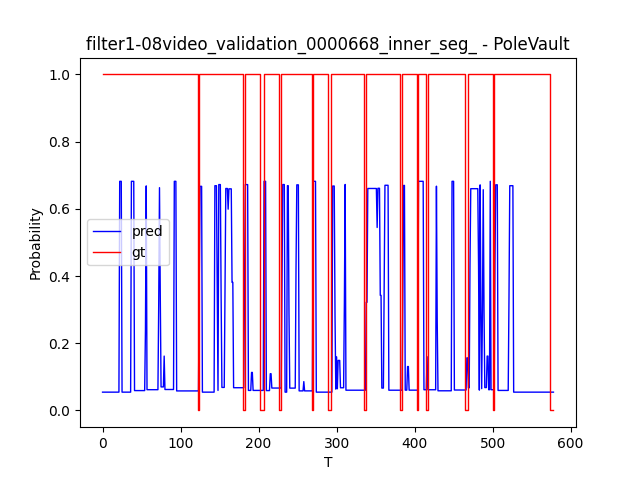 filter1-08video_validation_0000668_inner_seg_ - PoleVault
1.0
0.8
0.6
0.4
0.2
0.0
Probability
pred
gt
0 100 200 300 400 500 600
T